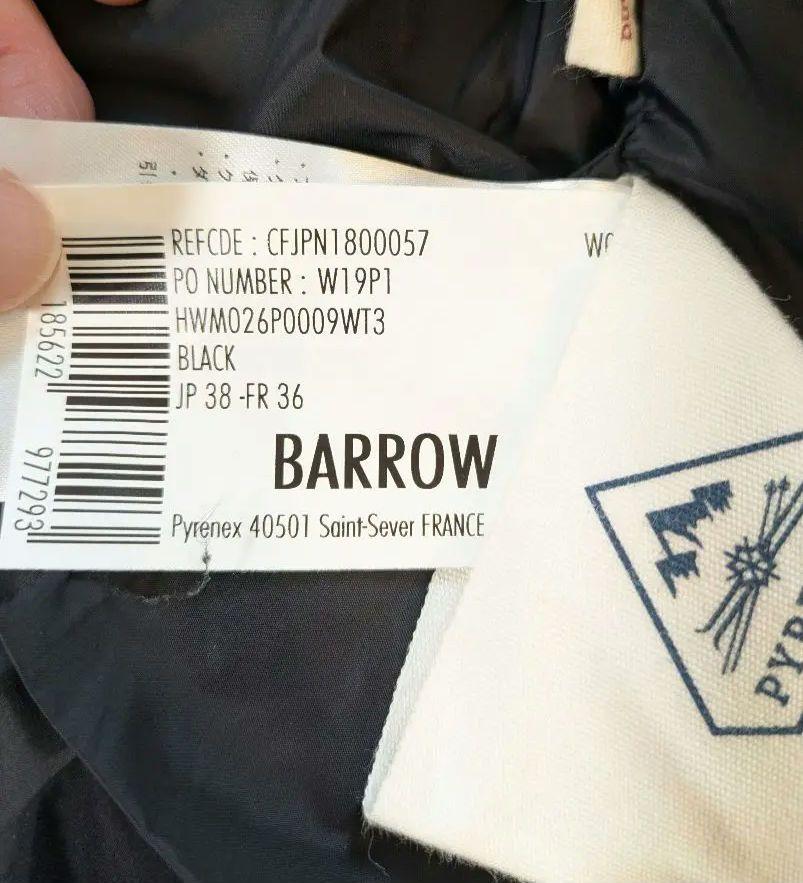 REFCDE : CFJPN1800057
PO NUMBER : W19P1
HWM026P0009WT3
BLACK
JP 38 -FR 36
BARROW
Pyrenex 40501 Saint-Sever FRANCE
185622
977293